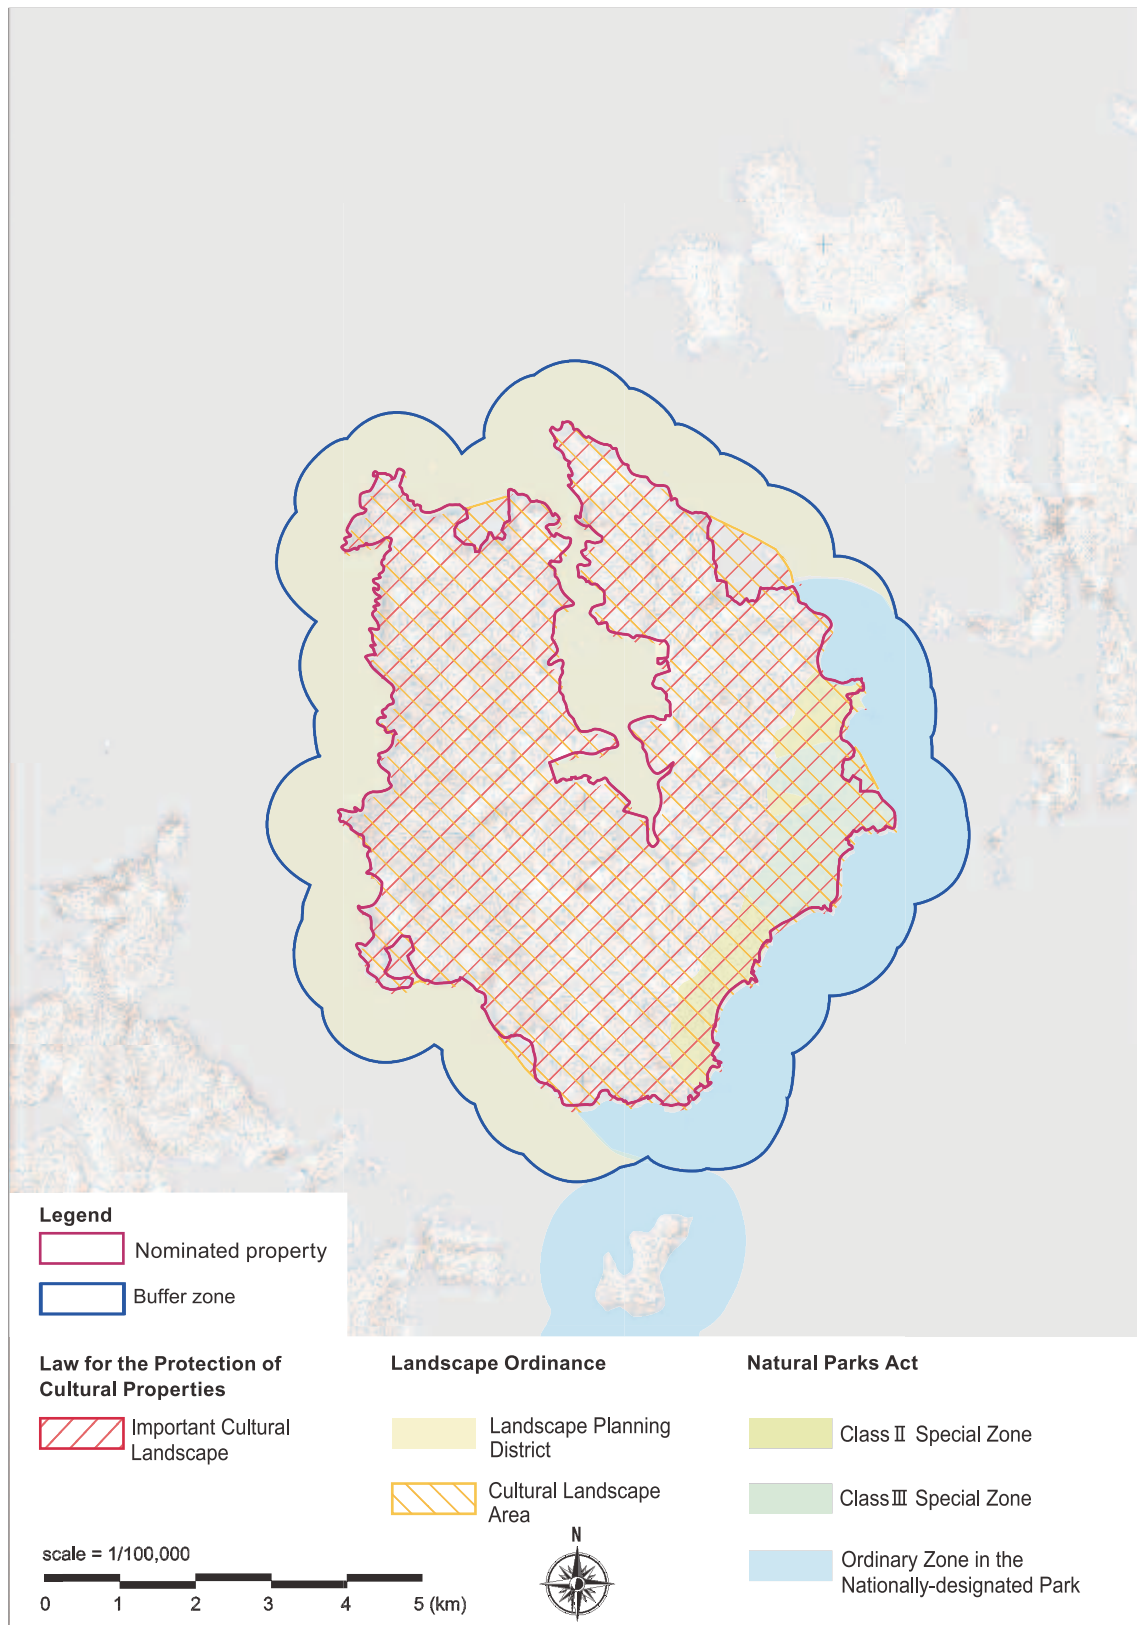 Legend
Nominated property
Buffer zone
Law for the Protection of
Cultural Properties
Important Cultural
Landscape
Landscape Ordinance
Landscape Planning
District
Cultural Landscape
Area
Natural Parks Act
Class Ⅱ Special Zone
Class Ⅲ Special Zone
Ordinary Zone in the
Nationally-designated Park
scale = 1/100,000
0 1 2 3 4 5 (km)
N